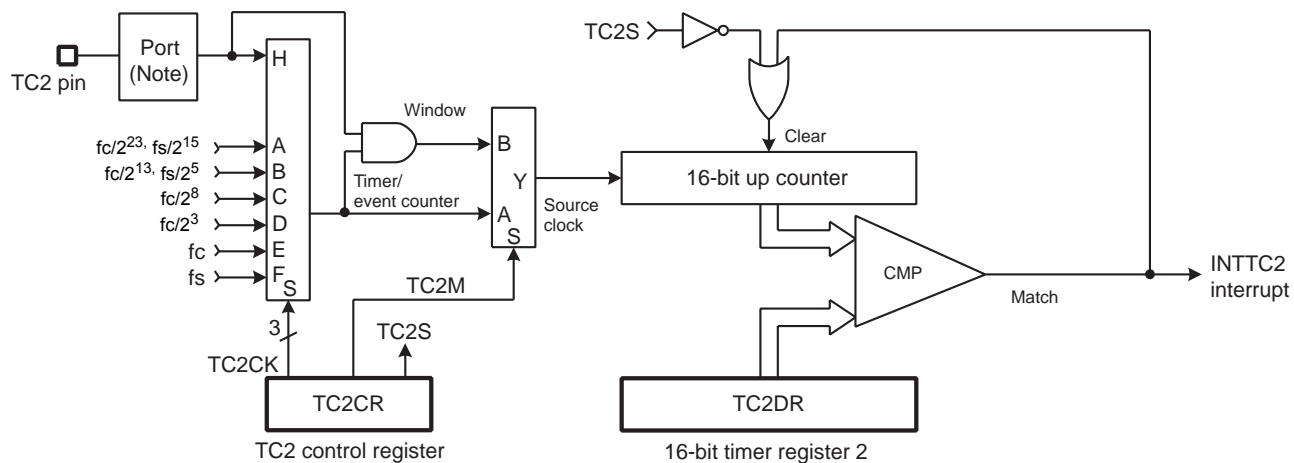 TC2 pin
Port
(Note)
H
fc/2^23, fs/2^15
A
fc/2^13, fs/2^5
B
fc/2^8
C
fc/2^3
D
fc
E
fs
F
S
3
TC2CK
Window
Timer/
event counter
B
Y
A
S
Source
clock
TC2M
TC2S
TC2CR
TC2 control register
TC2S
Clear
16-bit up counter
CMP
Match
INTTC2
interrupt
TC2DR
16-bit timer register 2